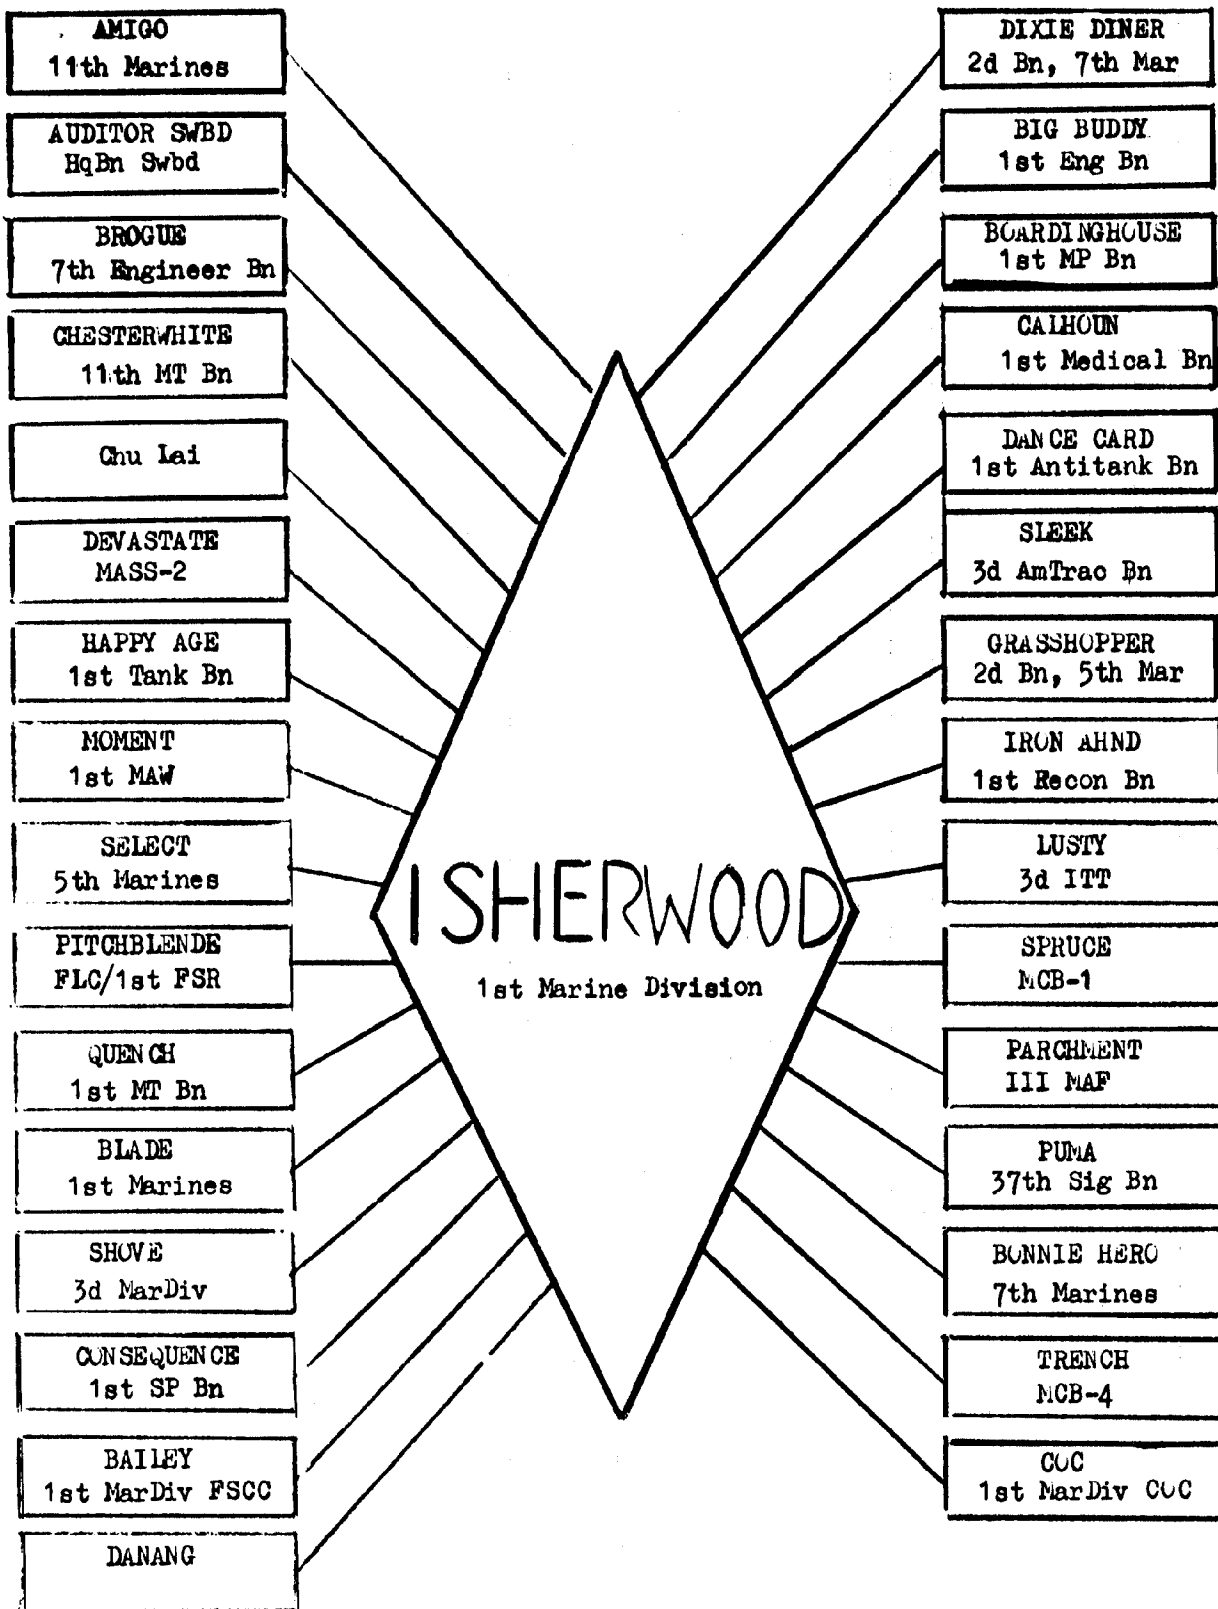 AMIGO
11th Marines
AUDITOR SWBD
HqBn Swbd
BROGUE
7th Engineer Bn
CHESTERWHITE
11th MT Bn
Chu Lai
DEVASTATE
MASS-2
HAPPY AGE
1st Tank Bn
MOMENT
1st MAW
SELECT
5th Marines
PITCHBLENDE
FLC/1st FSR
QUENCH
1st MT Bn
BLADE
1st Marines
SHOVE
3d MarDiv
CONSEQUENCE
1st SP Bn
BAILEY
1st MarDiv FSCC
DANANG
ISHERWOOD
1st Marine Division
DIXIE DINER
2d Bn, 7th Mar
BIG BUDDY
1st Eng Bn
BOARDINGHOUSE
1st MP Bn
CALHOUN
1st Medical Bn
DANCE CARD
1st Antitank Bn
SLEEK
3d AmTrac Bn
GRASSHOPPER
2d Bn, 5th Mar
IRON AHND
1st Recon Bn
LUSTY
3d ITT
SPRUCE
MCB-1
PARCHMENT
III MAF
PUMA
37th Sig Bn
BONNIE HERO
7th Marines
TRENCH
MCB-4
COC
1st MarDiv COC